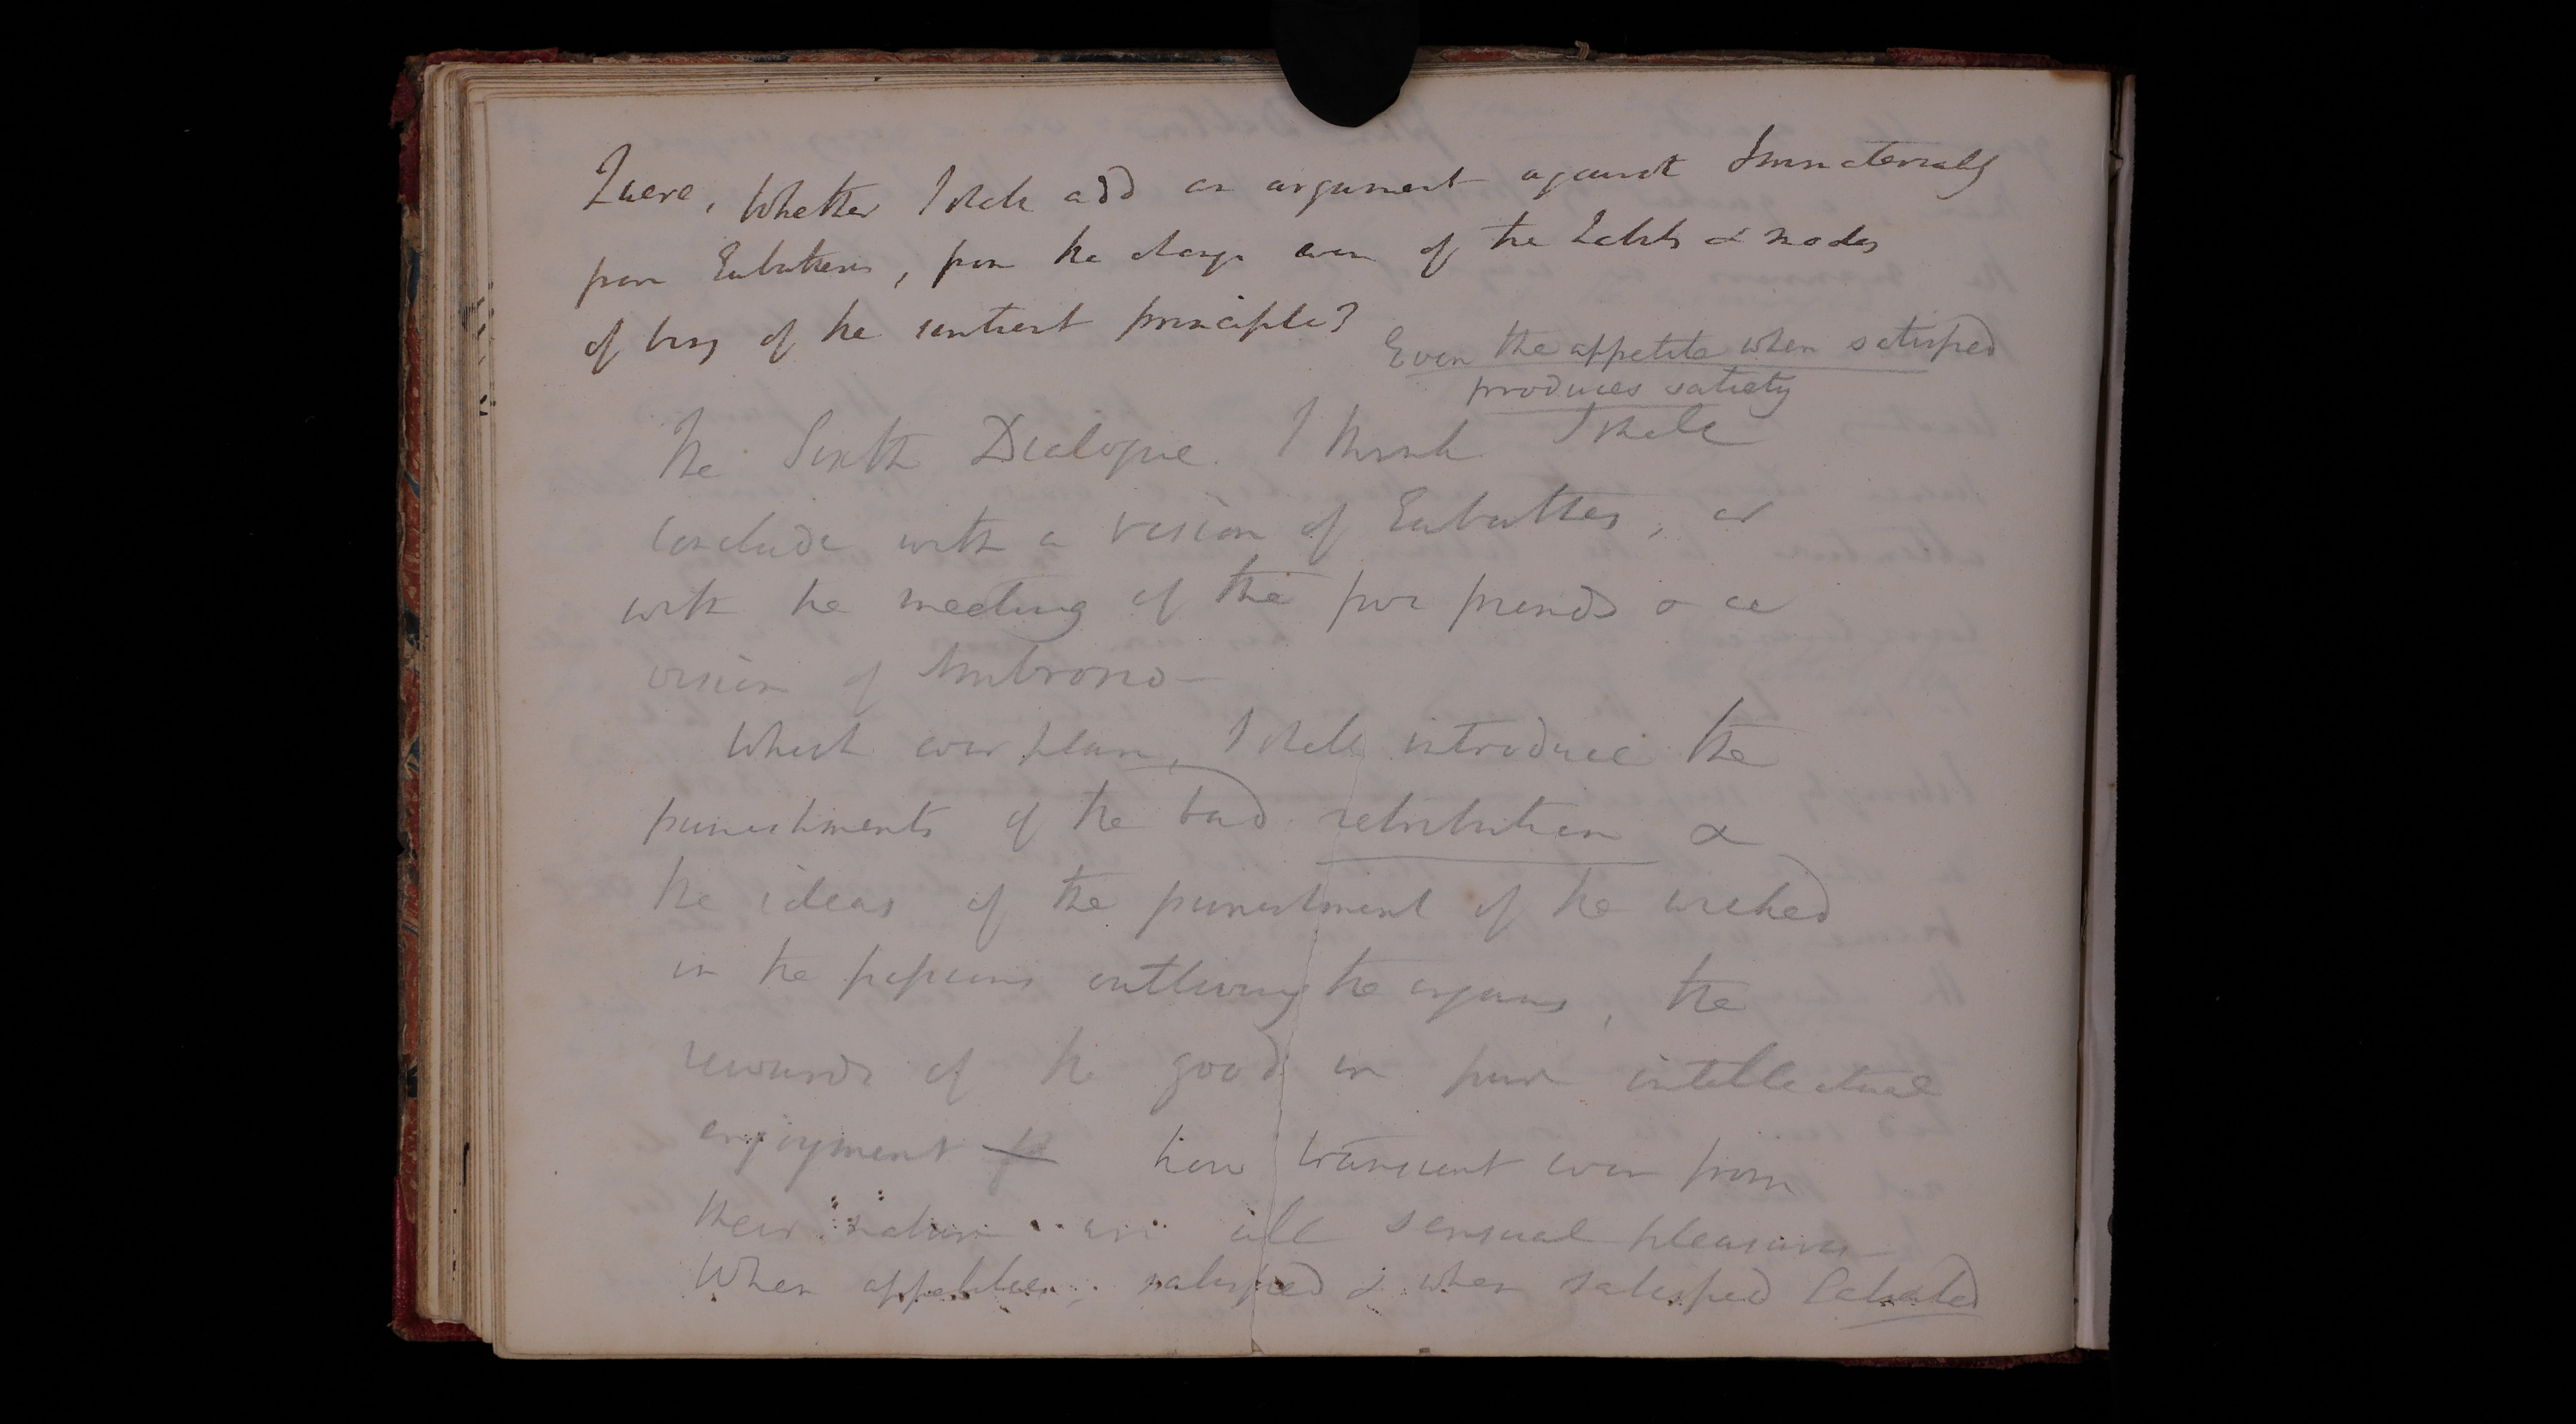 Quere, Whether I shall add an argument against Immateriality
from Eubathes, from the change even of the habits & modes
of being of the sentient principle?
Even the appetite when satisfied
produces satiety
The Sixth Dialogue. I think I shall
conclude with a vision of Eubathes, or
with the meeting of the four friends & a
vision of Ambrosio
Which ever plan, I shall introduce the
punishments of the bad retribution &
the ideas of the punishment of the wicked
in the passions outliving the organs, the
rewards of the good in pure intellectual
enjoyment how transient even from
their nature are all sensual pleasures
When appetites satisfied & when satisfied